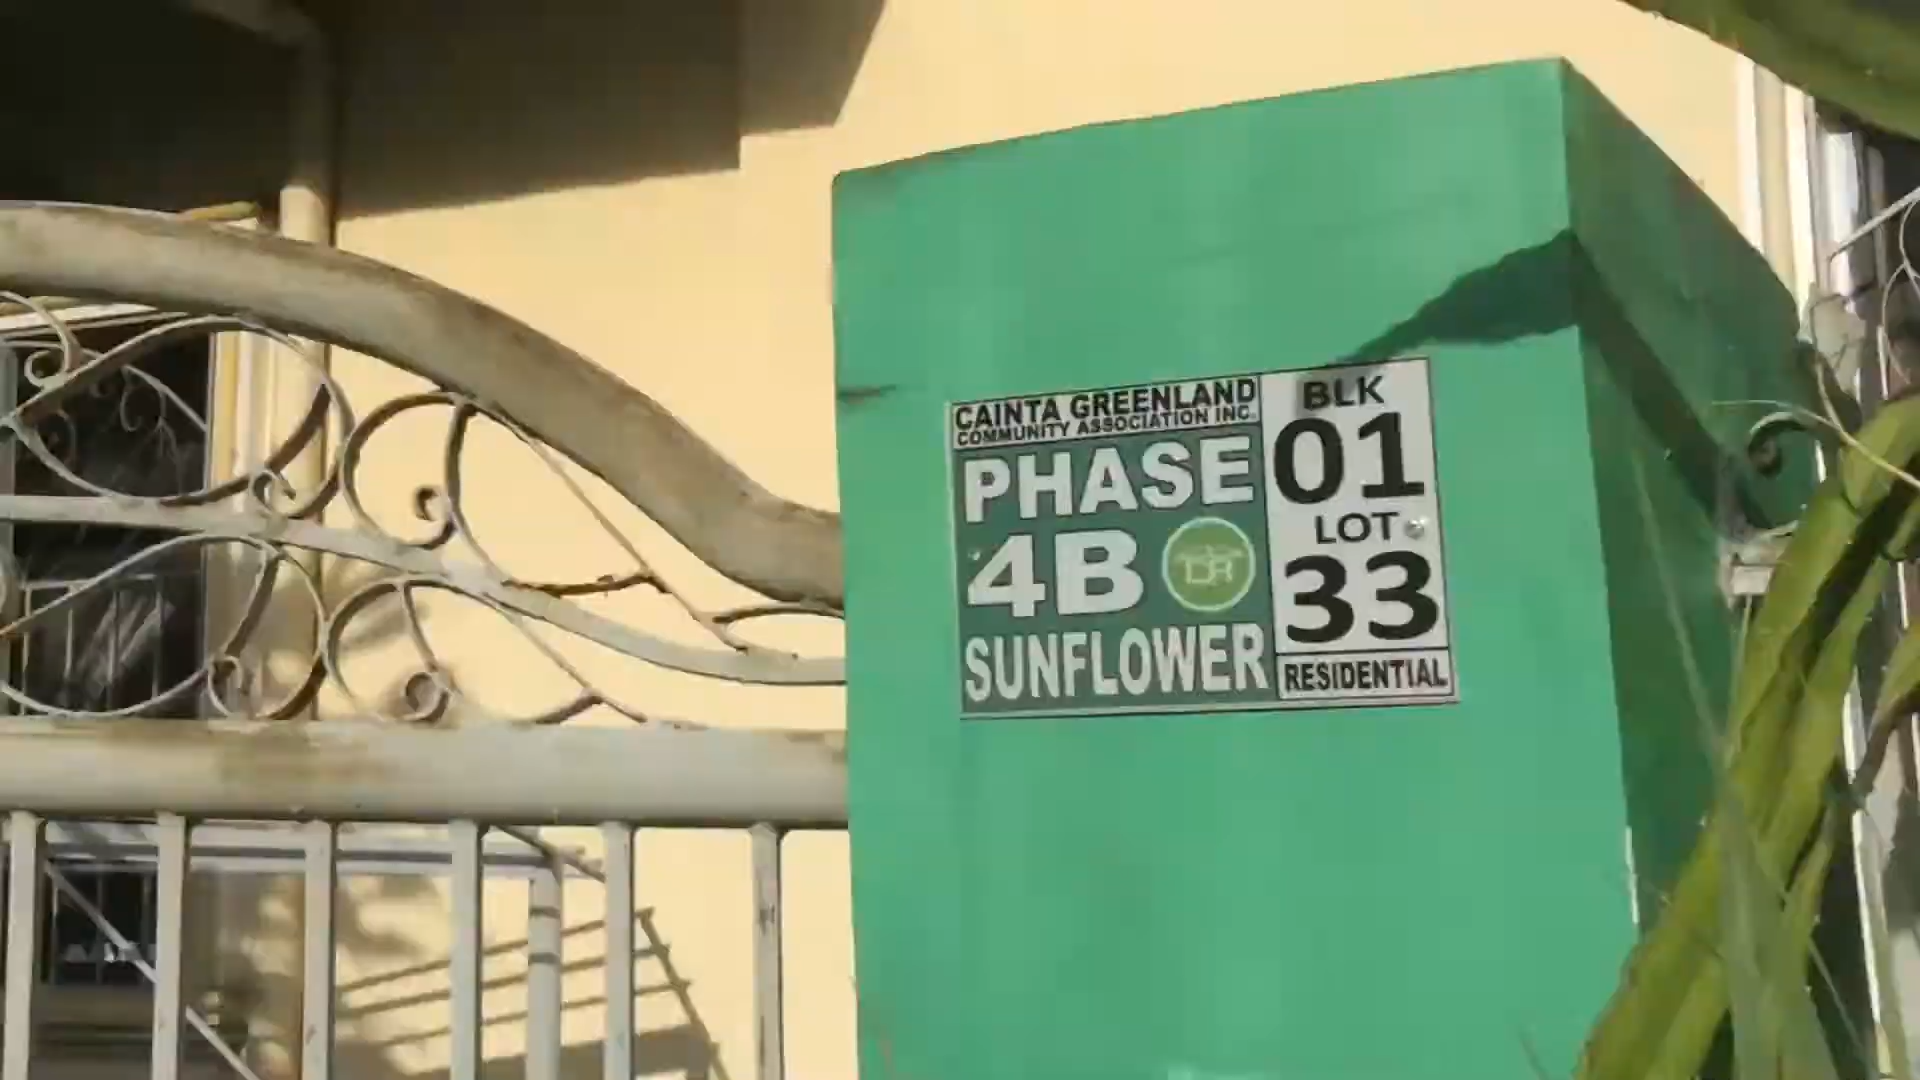 CAINTA GREENLAND
COMMUNITY ASSOCIATION INC.
PHASE
4B
SUNFLOWER
BLK
01
LOT
33
RESIDENTIAL